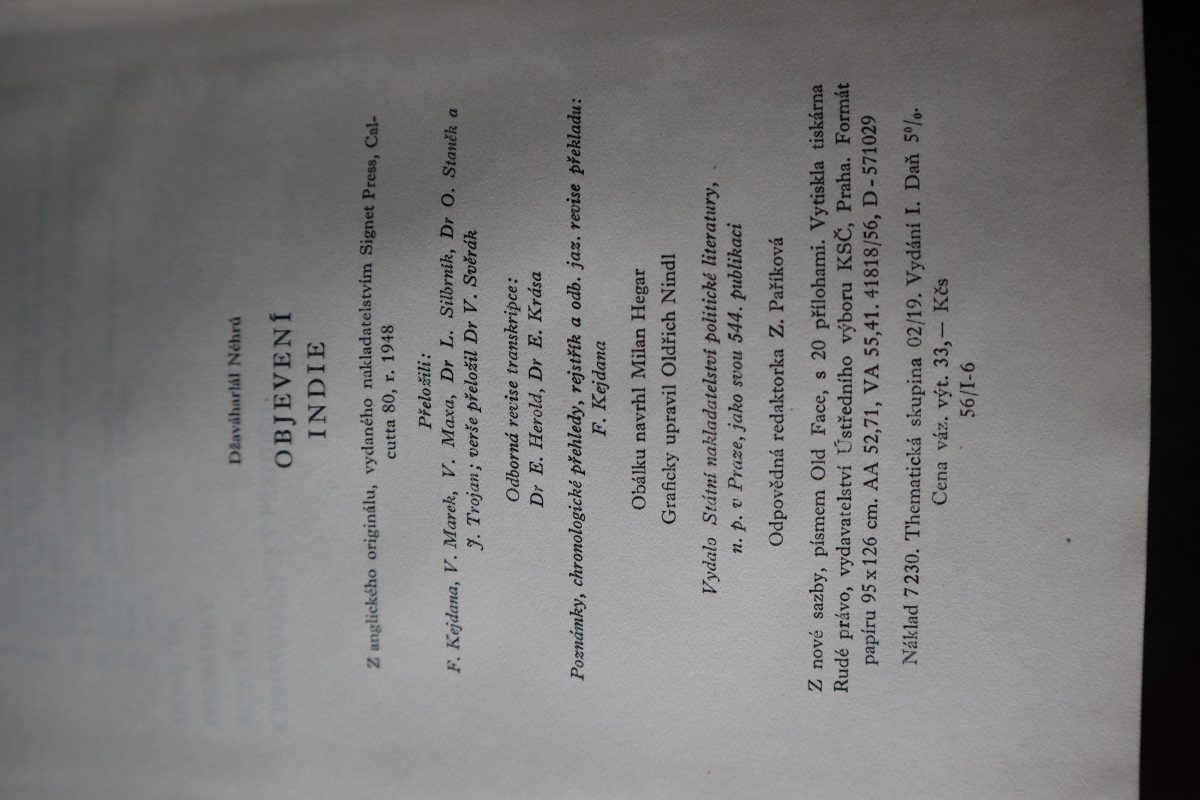 Džaváharlál Néhrú
OBJEVENÍ
INDIE
Z anglického originálu, vydaného nakladatelstvím Signet Press, Cal-
cutta 80, r. 1948
Přeložili:
F. Kejdana, V. Marek, V. Maxa, Dr L. Silbrník, Dr O. Staněk a
J. Trojan; verše přeložil Dr V. Svěrák
Odborná revise transkripce:
Dr E. Herold, Dr E. Krása
Poznámky, chronologické přehledy, rejstřík a odb. jaz. revise překladu:
F. Kejdana
Obálku navrhl Milan Hegar
Graficky upravil Oldřich Nindl
Vydalo Státní nakladatelství politické literatury,
n. p. v Praze, jako svou 544. publikaci
Odpovědná redaktorka Z. Paříková
Z nové sazby, písmem Old Face, s 20 přílohami. Vytiskla tiskárna
Rudé právo, vydavatelství Ústředního výboru KSČ, Praha. Formát
papíru 95x126 cm. AA 52,71, VA 55,41. 41818/56, D-571029
Náklad 7230. Thematická skupina 02/19. Vydání I. Daň 5%.
Cena váz. výt. 33,— Kčs
56/I-6